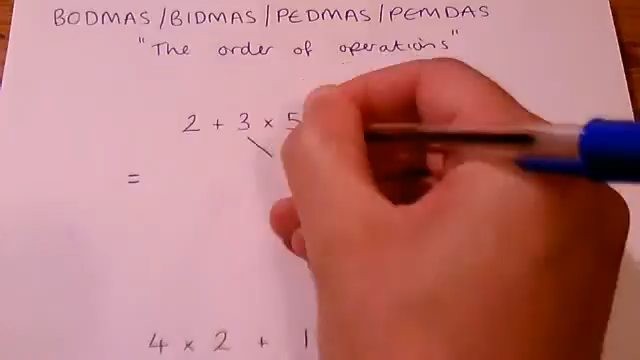 BODMAS/BIDMAS/PEDMAS/PEMDAS
"The order of operations"
2 + 3 × 5
=
4 × 2 + 1